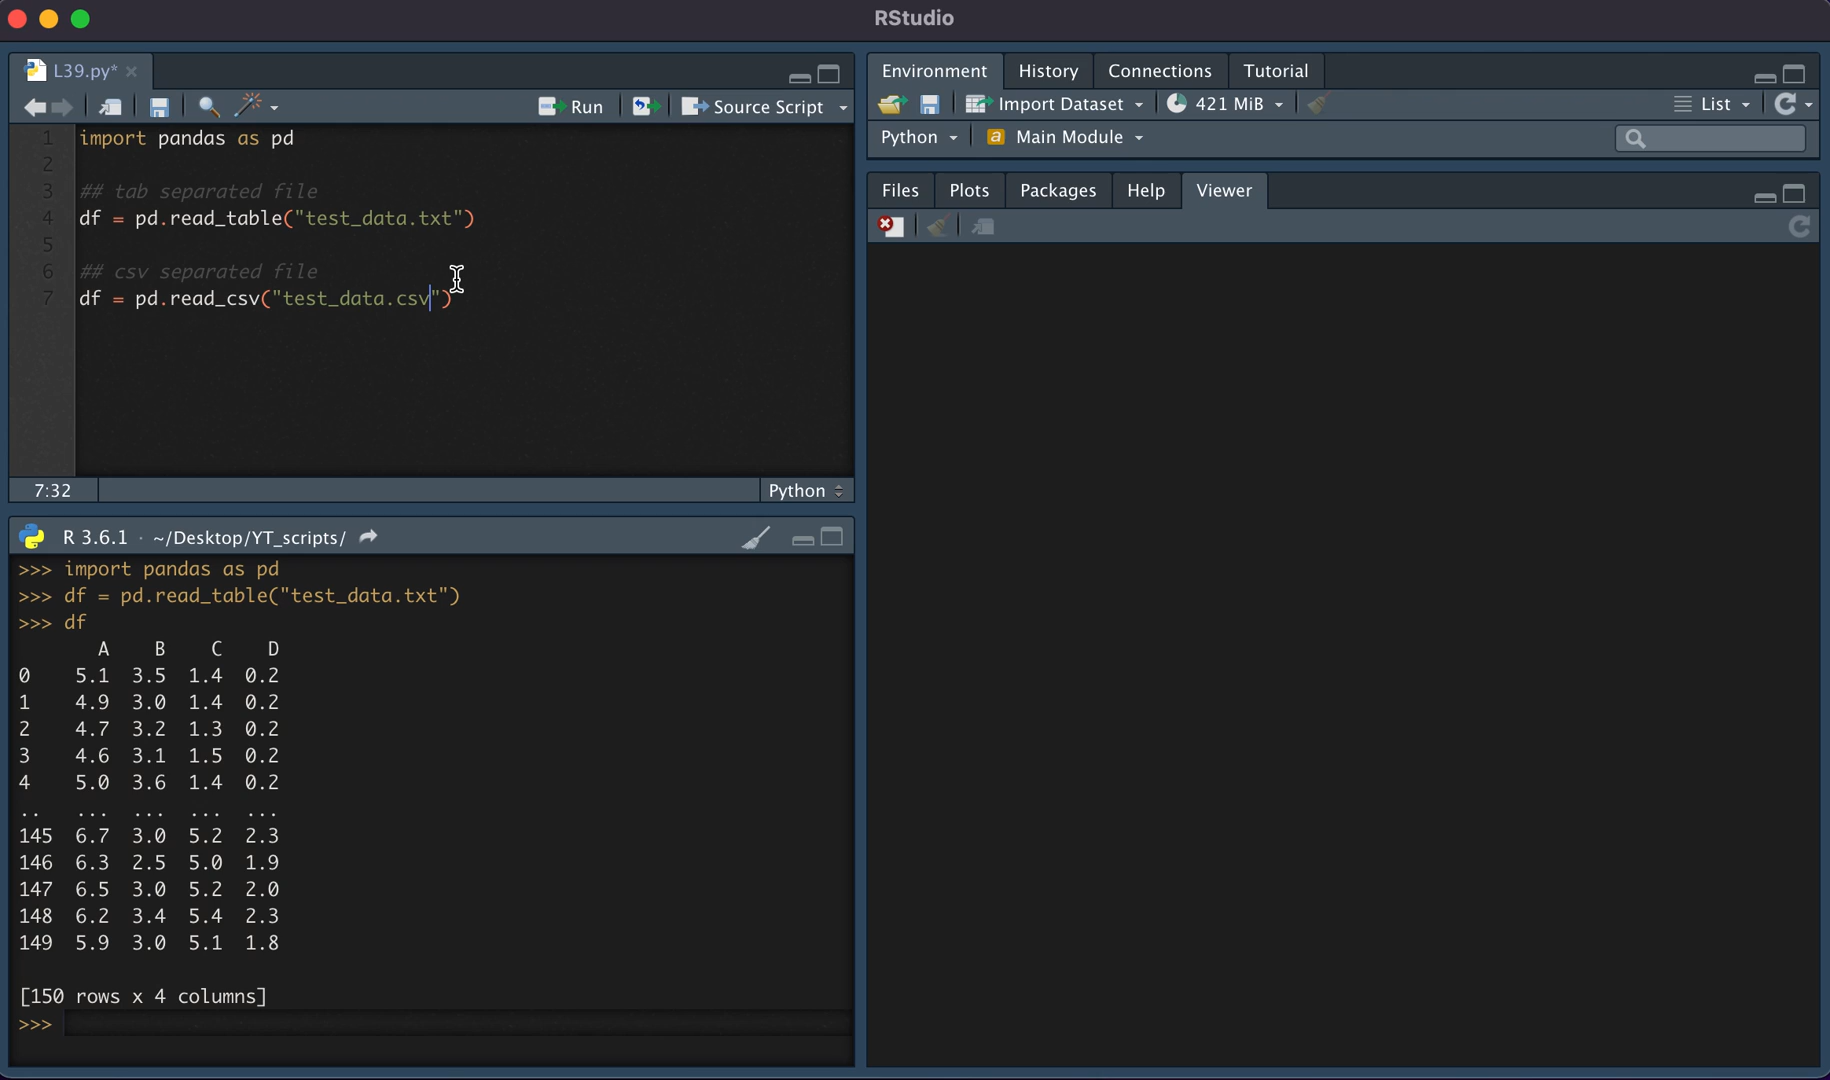 RStudio
L39.py*
Run
Source Script
1 import pandas as pd
2
3 ## tab separated file
4 df = pd.read_table("test_data.txt")
5
6 ## csv separated file
7 df = pd.read_csv("test_data.csv")
7:32
Python
R 3.6.1 · ~/Desktop/YT_scripts/
>>> import pandas as pd
>>> df = pd.read_table("test_data.txt")
>>> df
A B C D
0 5.1 3.5 1.4 0.2
1 4.9 3.0 1.4 0.2
2 4.7 3.2 1.3 0.2
3 4.6 3.1 1.5 0.2
4 5.0 3.6 1.4 0.2
.. ... ... ... ...
145 6.7 3.0 5.2 2.3
146 6.3 2.5 5.0 1.9
147 6.5 3.0 5.2 2.0
148 6.2 3.4 5.4 2.3
149 5.9 3.0 5.1 1.8
[150 rows x 4 columns]
>>>
Environment History Connections Tutorial
Import Dataset 421 MiB List
Python Main Module
Files Plots Packages Help Viewer